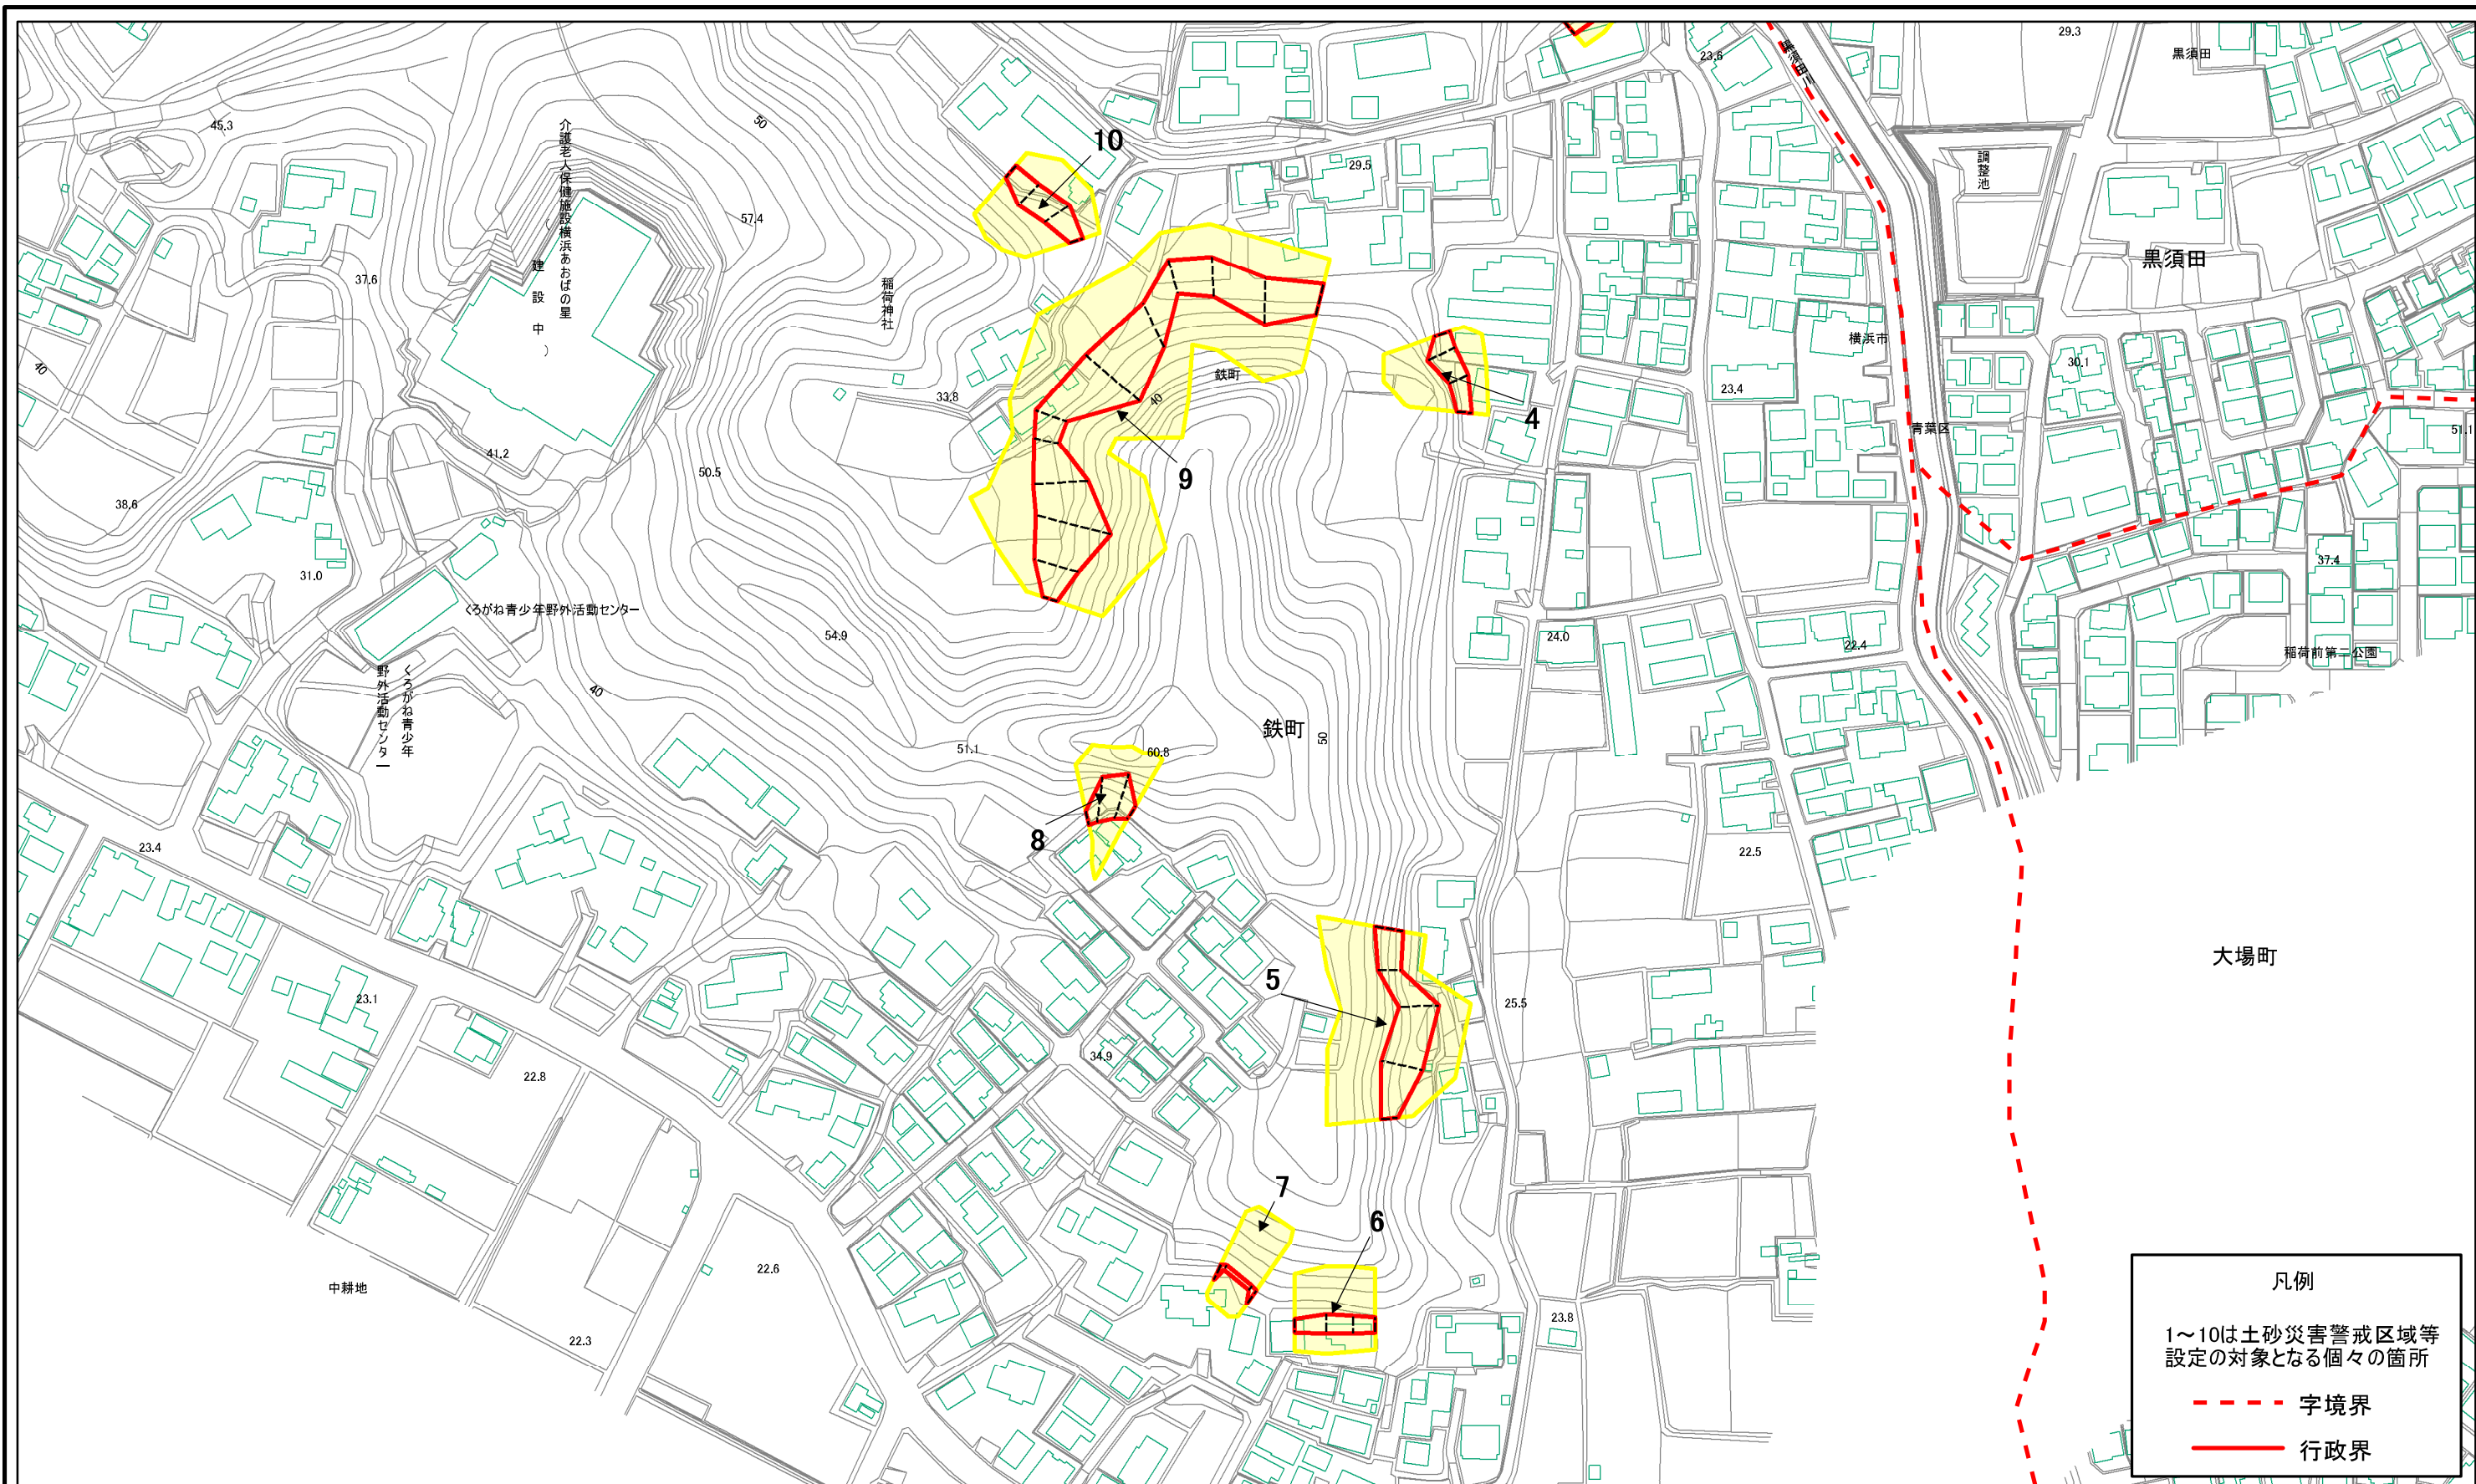 29.3
黒須田
23.6
黒須田川
45.3
介護老人保健施設横浜あおばの星
(建設中)
50
10
29.5
調整池
57.4
37.6
稲荷神社
黒須田
横浜市
30.1
40
33.8
鉄町
40
23.4
4
青葉区
51.1
41.2
50.5
9
38.6
37.4
31.0
くろがね青少年野外活動センター
54.9
24.0
22.4
稲荷前第二公園
くろがね青少年
野外活動センター
40
51.1
60.8
鉄町
50
8
23.4
22.5
大場町
5
23.1
25.5
34.9
22.8
7
6
中耕地
22.6
23.8
22.3
凡例
1~10は土砂災害警戒区域等
設定の対象となる個々の箇所
字境界
行政界